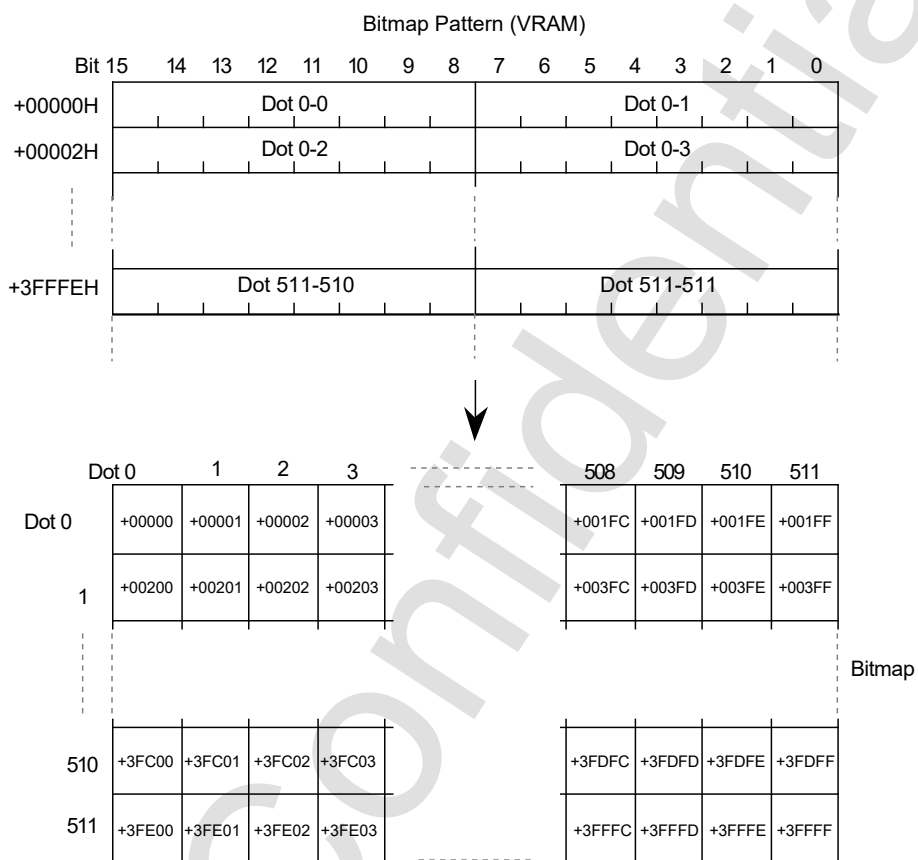 Bitmap Pattern (VRAM)
Bit 15 14 13 12 11 10 9 8 7 6 5 4 3 2 1 0
+00000H Dot 0-0 Dot 0-1
+00002H Dot 0-2 Dot 0-3
+3FFFEH Dot 511-510 Dot 511-511
Dot 0 1 2 3 508 509 510 511
Dot 0 +00000 +00001 +00002 +00003 +001FC +001FD +001FE +001FF
1 +00200 +00201 +00202 +00203 +003FC +003FD +003FE +003FF
Bitmap
510 +3FC00 +3FC01 +3FC02 +3FC03 +3FDFC +3FDFD +3FDFE +3FDFF
511 +3FE00 +3FE01 +3FE02 +3FE03 +3FFFC +3FFFD +3FFFE +3FFFF
Confidential